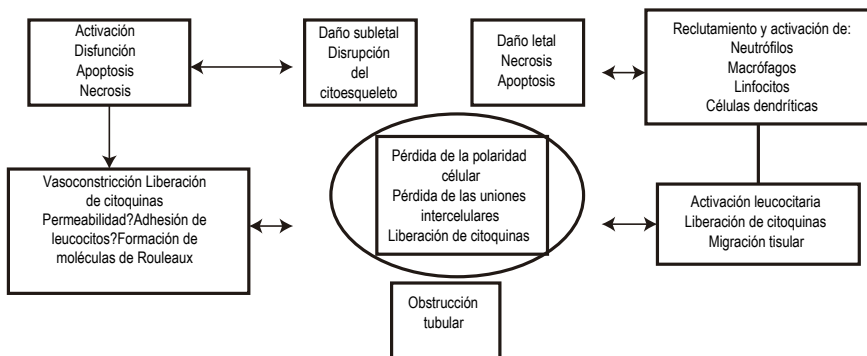 Activación
Disfunción
Apoptosis
Necrosis
Daño subletal
Disrupción
del
citoesqueleto
Daño letal
Necrosis
Apoptosis
Reclutamiento y activación de:
Neutrófilos
Macrófagos
Linfocitos
Células dendríticas
Vasoconstricción Liberación
de citoquinas
Permeabilidad?Adhesión de
leucocitos?Formación de
moléculas de Rouleaux
Pérdida de la polaridad
célular
Pérdida de las uniones
intercelulares
Liberación de citoquinas
Activación leucocitaria
Liberación de citoquinas
Migración tisular
Obstrucción
tubular